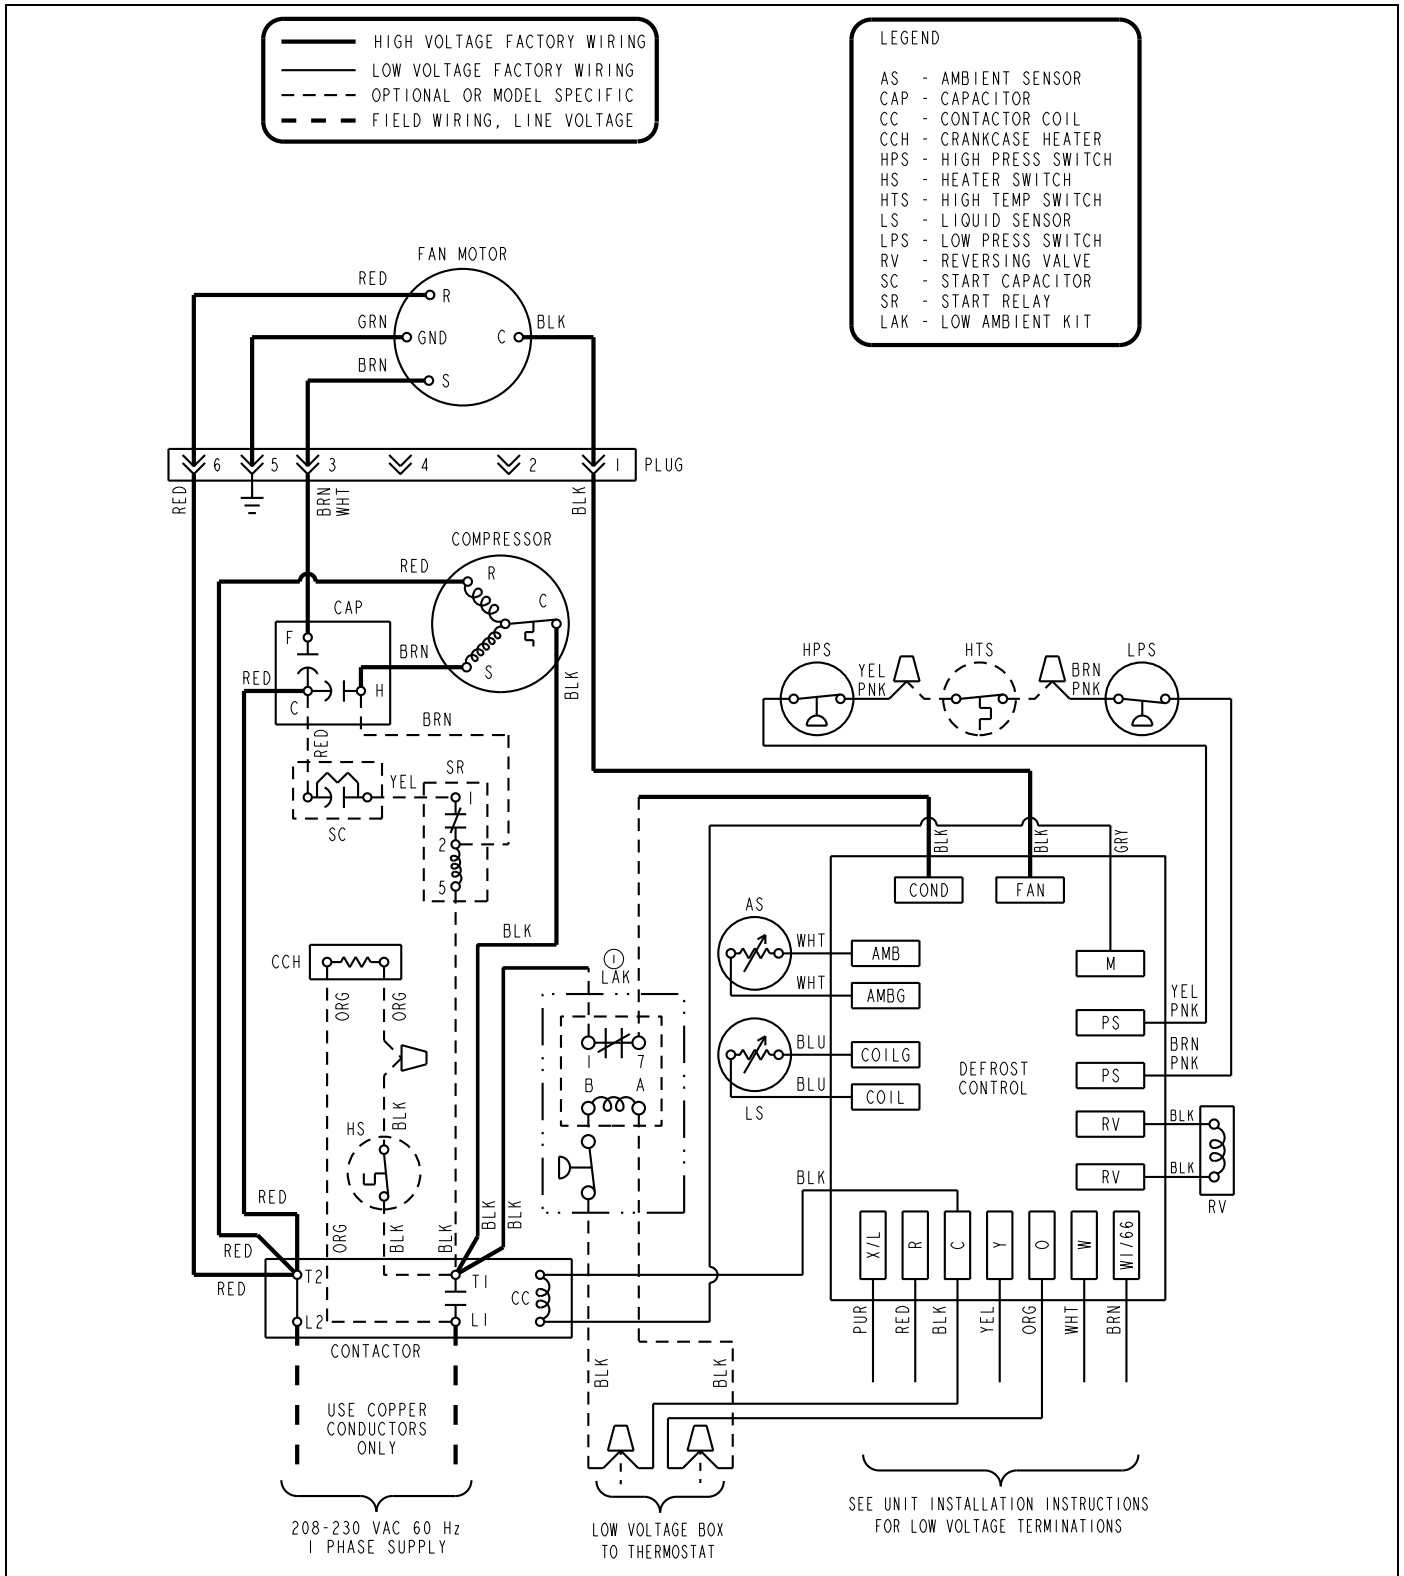 HIGH VOLTAGE FACTORY WIRING
LOW VOLTAGE FACTORY WIRING
OPTIONAL OR MODEL SPECIFIC
FIELD WIRING, LINE VOLTAGE
LEGEND
AS - AMBIENT SENSOR
CAP - CAPACITOR
CC - CONTACTOR COIL
CCH - CRANKCASE HEATER
HPS - HIGH PRESS SWITCH
HS - HEATER SWITCH
HTS - HIGH TEMP SWITCH
LS - LIQUID SENSOR
LPS - LOW PRESS SWITCH
RV - REVERSING VALVE
SC - START CAPACITOR
SR - START RELAY
LAK - LOW AMBIENT KIT
FAN MOTOR
RED
R
GRN
GND
C
BLK
BRN
S
6
5
3
4
2
1
PLUG
RED
BRN
WHT
BLK
COMPRESSOR
RED
R
C
CAP
F
BRN
S
RED
H
C
BLK
BRN
RED
YEL
SR
1
SC
2
5
HPS
YEL
PNK
HTS
BRN
PNK
LPS
BLK
BLK
GRY
COND
FAN
AS
WHT
AMB
WHT
AMBG
M
BLK
1
LAK
CCH
ORG
ORG
YEL
PNK
PS
BLU
COILG
BRN
PNK
PS
BLU
COIL
LS
DEFROST
CONTROL
1
7
B
A
RV
BLK
RV
BLK
RV
HS
BLK
BLK
RED
RED
RED
ORG
BLK
BLK
BLK
BLK
X/L
R
C
Y
O
W
W1/66
T2
T1
CC
L2
L1
CONTACTOR
PUR
RED
BLK
YEL
ORG
WHT
BRN
BLK
BLK
USE COPPER
CONDUCTORS
ONLY
208-230 VAC 60 Hz
1 PHASE SUPPLY
LOW VOLTAGE BOX
TO THERMOSTAT
SEE UNIT INSTALLATION INSTRUCTIONS
FOR LOW VOLTAGE TERMINATIONS